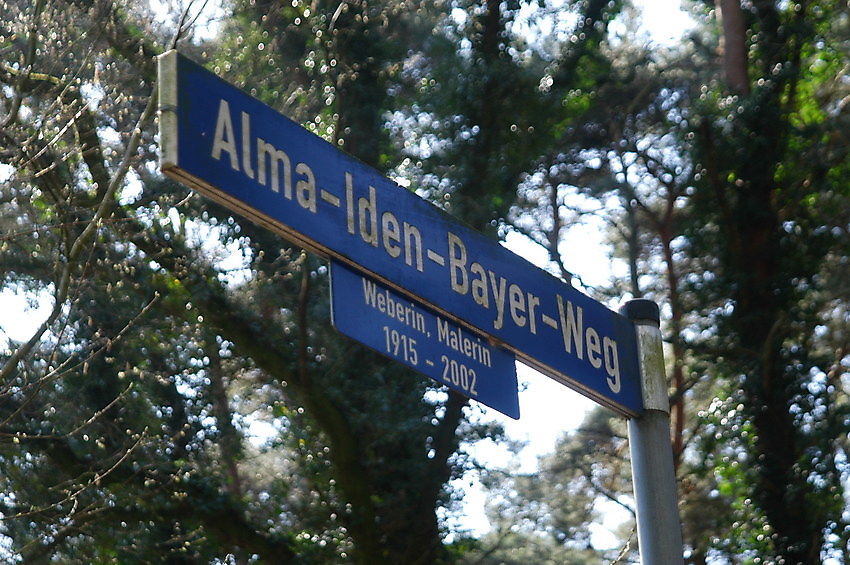 Alma-Iden-Bayer-Weg
Weberin, Malerin
1915 - 2002